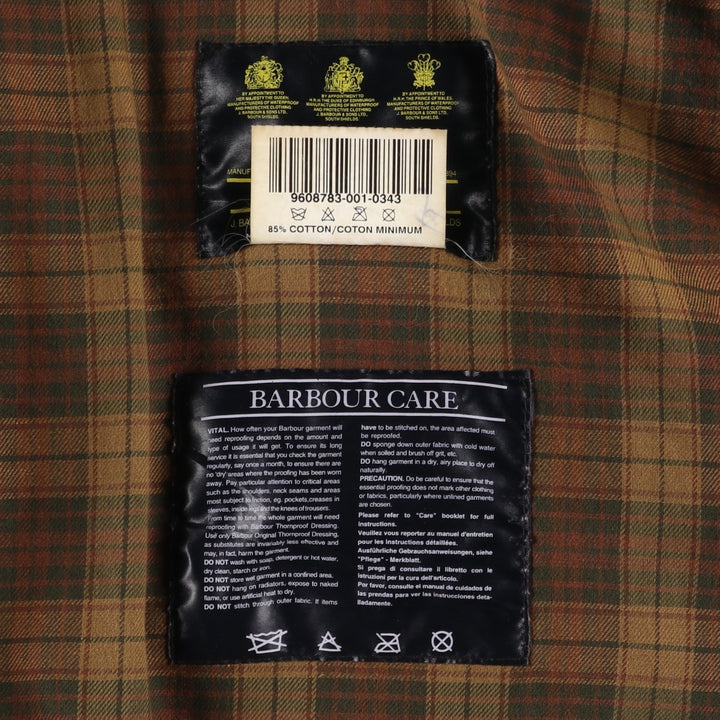 BY APPOINTMENT TO
HER MAJESTY THE QUEEN
MANUFACTURERS OF WATERPROOF
AND PROTECTIVE CLOTHING
J. BARBOUR & SONS LTD.
SOUTH SHIELDS.
BY APPOINTMENT TO
H.R.H. THE DUKE OF EDINBURGH
MANUFACTURERS OF WATERPROOF
AND PROTECTIVE CLOTHING
J. BARBOUR & SONS LTD.
SOUTH SHIELDS.
BY APPOINTMENT TO
H.R.H. THE PRINCE OF WALES
MANUFACTURERS OF WATERPROOF
AND PROTECTIVE CLOTHING
J. BARBOUR & SONS LTD.
SOUTH SHIELDS.
9608783-001-0343
85% COTTON/COTON MINIMUM
BARBOUR CARE
VITAL. How often your Barbour garment will
need reproofing depends on the amount and
type of usage it will get. To ensure its long
service it is essential that you check the garment
regularly, say once a month, to ensure there are
no 'dry' areas where the proofing has been worn
away. Pay particular attention to critical areas
such as the shoulders, neck seams and areas
most subject to friction, eg. pockets,creases in
sleeves, inside legs and the knees of trousers.
From time to time the whole garment will need
reproofing with Barbour Thornproof Dressing.
Use only Barbour Original Thornproof Dressing,
as substitutes are invariably less effective and
may, in fact, harm the garment.
DO NOT wash with soap, detergent or hot water,
dry clean, starch or iron.
DO NOT store wet garment in a confined area.
DO NOT hang on radiators, expose to naked
flame, or use artificial heat to dry.
DO NOT stitch through outer fabric. If items
have to be stitched on, the area affected must
be reproofed.
DO sponge down outer fabric with cold water
when soiled and brush off grit, etc.
DO hang garment in a dry, airy place to dry off
naturally.
PRECAUTION. Do be careful to ensure that the
essential proofing does not mark other clothing
or fabrics, particularly where unlined garments
are chosen.
Please refer to "Care" booklet for full
instructions.
Veuillez vous reporter au manuel d'entretien
pour les instructions détaillées.
Ausführliche Gebrauchsanweisungen, siehe
"Pflege" - Merkblatt.
Si prega di consultare il libretto con le
istruzioni per la cura dell'articolo.
Por favor, consulte el manual de cuidados de
las prendas para ver las instrucciones deta-
lladamente.